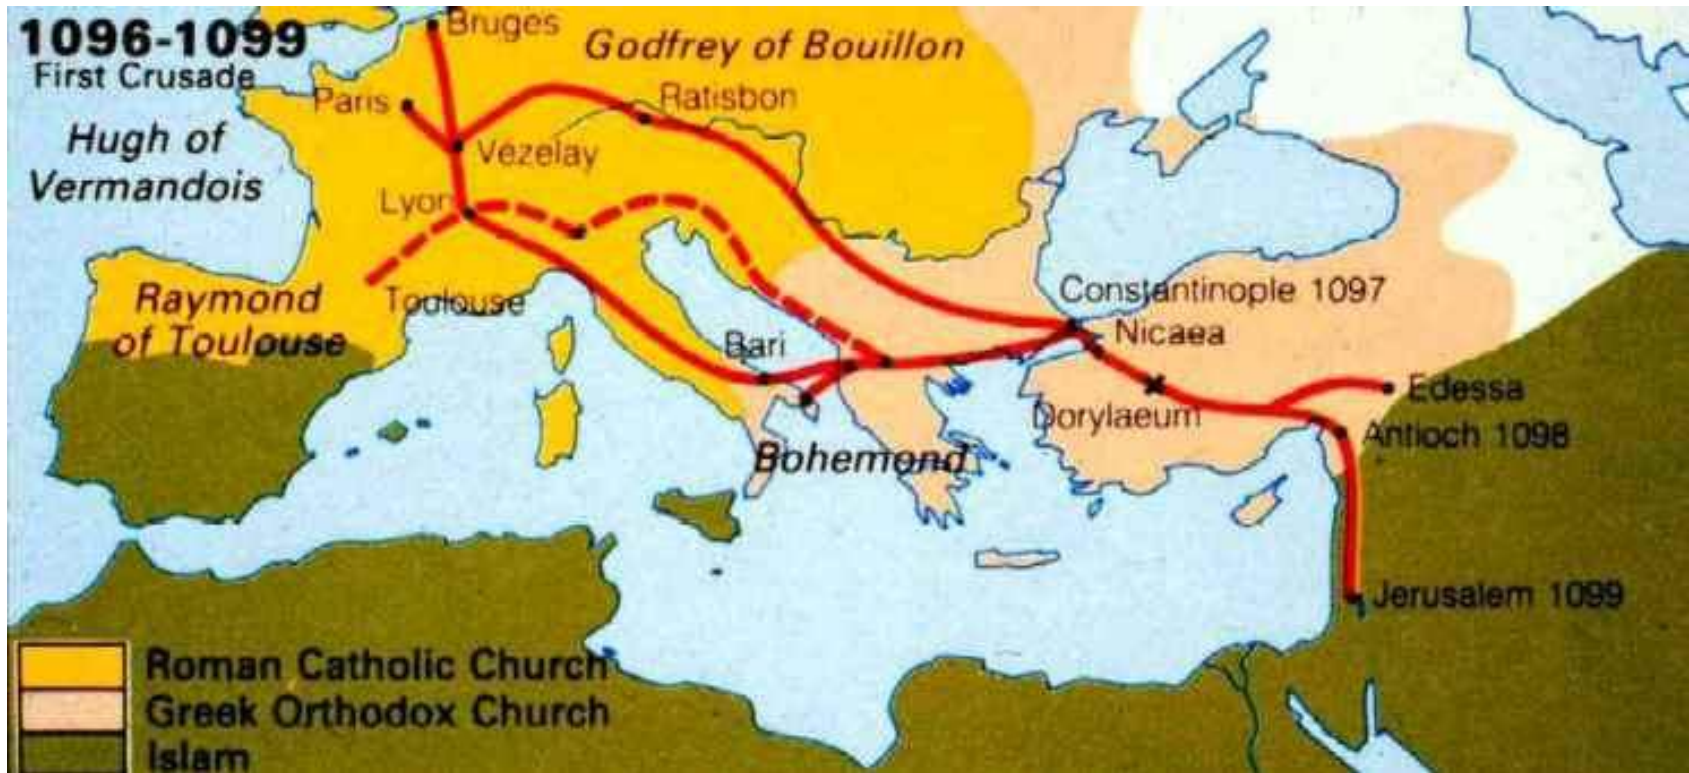 1096-1099
First Crusade
Bruges
Godfrey of Bouillon
Paris
Ratisbon
Hugh of
Vermandois
Vézelay
Lyon
Raymond
of Toulouse
Toulouse
Constantinople 1097
Nicaea
Bari
Edessa
Dorylaeum
Antioch 1098
Bohemond
Jerusalem 1099
Roman Catholic Church
Greek Orthodox Church
Islam